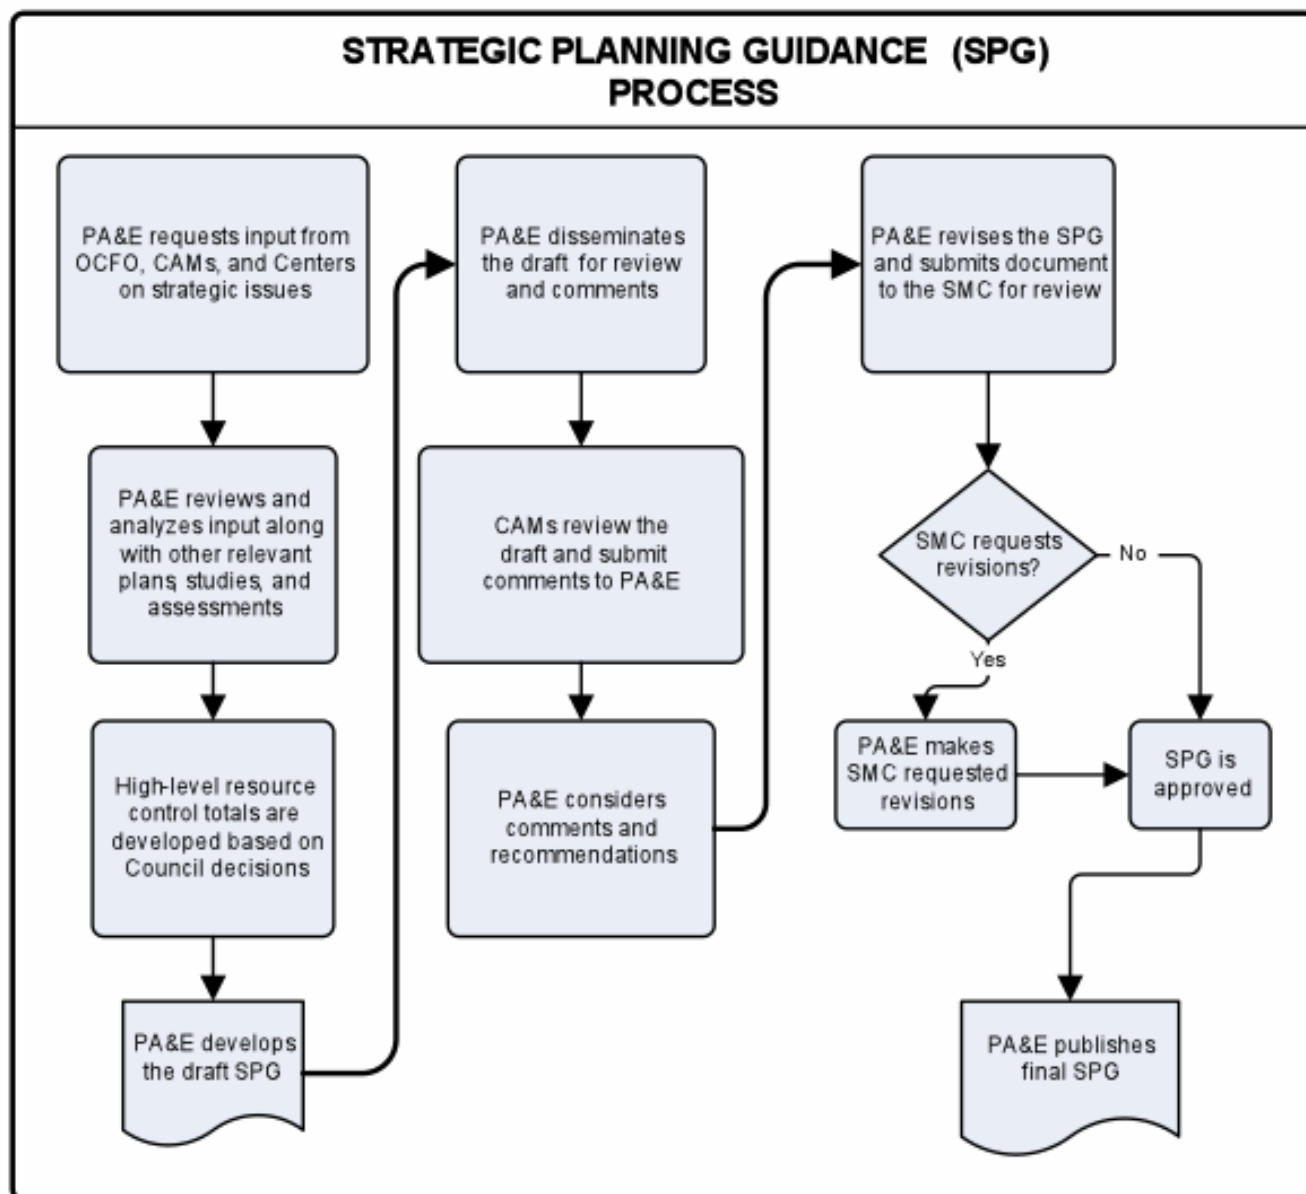 STRATEGIC PLANNING GUIDANCE (SPG)
PROCESS
PA&E requests input from
OCFO, CAMs, and Centers
on strategic issues
PA&E reviews and
analyzes input along
with other relevant
plans, studies, and
assessments
High-level resource
control totals are
developed based on
Council decisions
PA&E develops
the draft SPG
PA&E disseminates
the draft for review
and comments
CAMs review the
draft and submit
comments to PA&E
PA&E considers
comments and
recommendations
PA&E revises the SPG
and submits document
to the SMC for review
SMC requests
revisions?
No
Yes
PA&E makes
SMC requested
revisions
SPG is
approved
PA&E publishes
final SPG